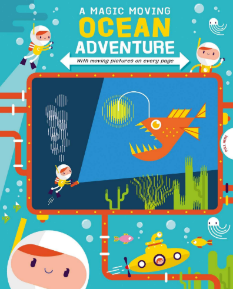 A MAGIC MOVING
OCEAN
ADVENTURE
With moving pictures on every page